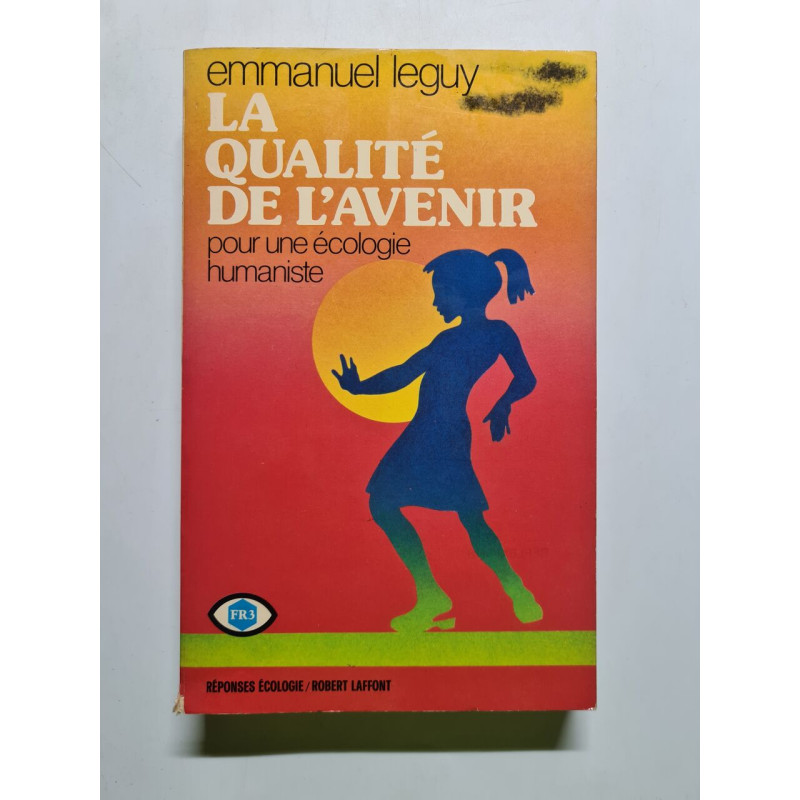 emmanuel leguy
LA
QUALITÉ
DE L'AVENIR
pour une écologie
humaniste
FR3
RÉPONSES ÉCOLOGIE/ROBERT LAFFONT